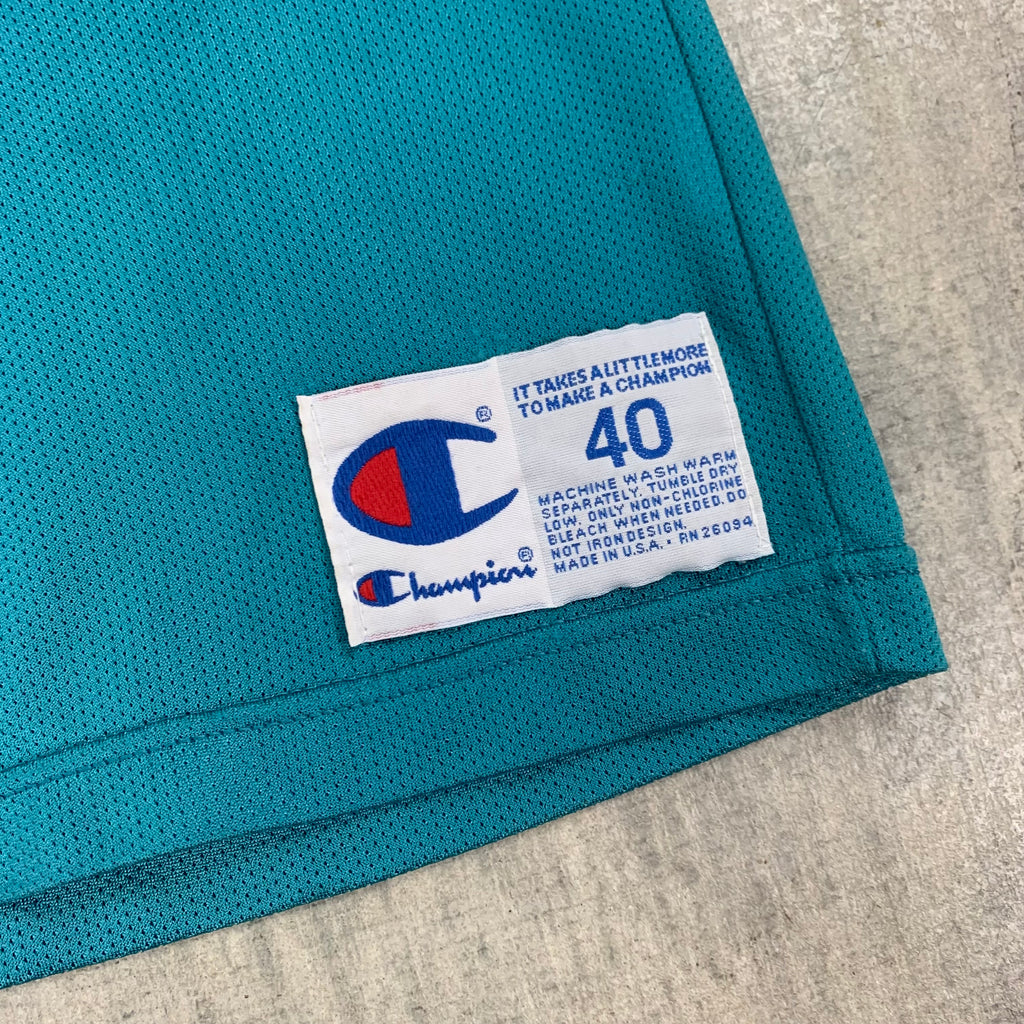 ®
Champion®
IT TAKES A LITTLE MORE
TO MAKE A CHAMPION
40
MACHINE WASH WARM
SEPARATELY. TUMBLE DRY
LOW. ONLY NON-CHLORINE
BLEACH WHEN NEEDED. DO
NOT IRON DESIGN.
MADE IN U.S.A. • RN 26094